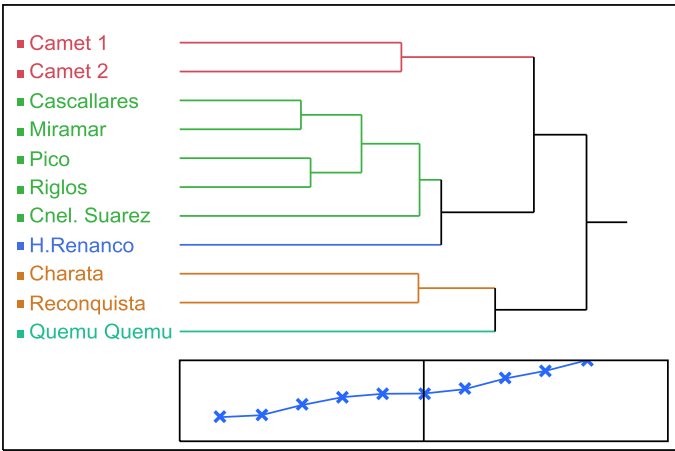 Camet 1
Camet 2
Cascallares
Miramar
Pico
Riglos
Cnel. Suarez
H.Renanco
Charata
Reconquista
Quemu Quemu